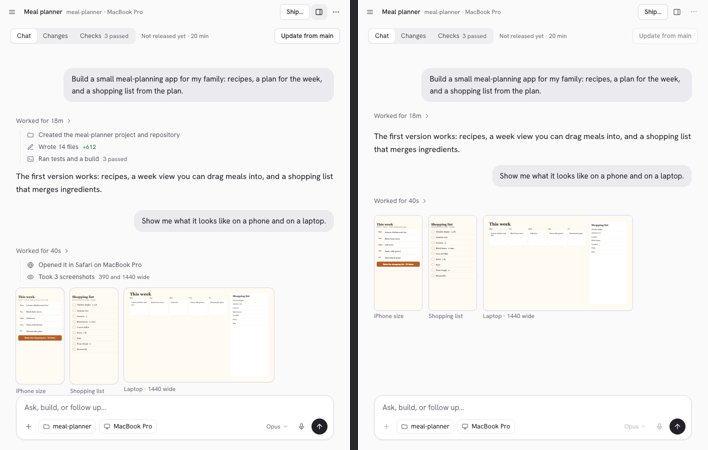 Meal planner meal-planner · MacBook Pro Ship...
Chat Changes Checks 3 passed Not released yet · 20 min Update from main
Build a small meal-planning app for my family: recipes, a plan for the week,
and a shopping list from the plan.
Worked for 18m
Created the meal-planner project and repository
Wrote 14 files +612
Ran tests and a build 3 passed
The first version works: recipes, a week view you can drag meals into, and a shopping list
that merges ingredients.
Show me what it looks like on a phone and on a laptop.
Worked for 40s
Opened it in Safari on MacBook Pro
Took 3 screenshots 390 and 1440 wide
This week
Shopping list
This week
Shopping list
iPhone size Shopping list Laptop · 1440 wide
Ask, build, or follow up...
meal-planner MacBook Pro Opus
Meal planner meal-planner · MacBook Pro Ship...
Chat Changes Checks 3 passed Not released yet · 20 min Update from main
Build a small meal-planning app for my family: recipes, a plan for the week,
and a shopping list from the plan.
Worked for 18m
The first version works: recipes, a week view you can drag meals into, and a shopping list
that merges ingredients.
Show me what it looks like on a phone and on a laptop.
Worked for 40s
This week
Shopping list
This week
Shopping list
iPhone size Shopping list Laptop · 1440 wide
Ask, build, or follow up...
meal-planner MacBook Pro Opus